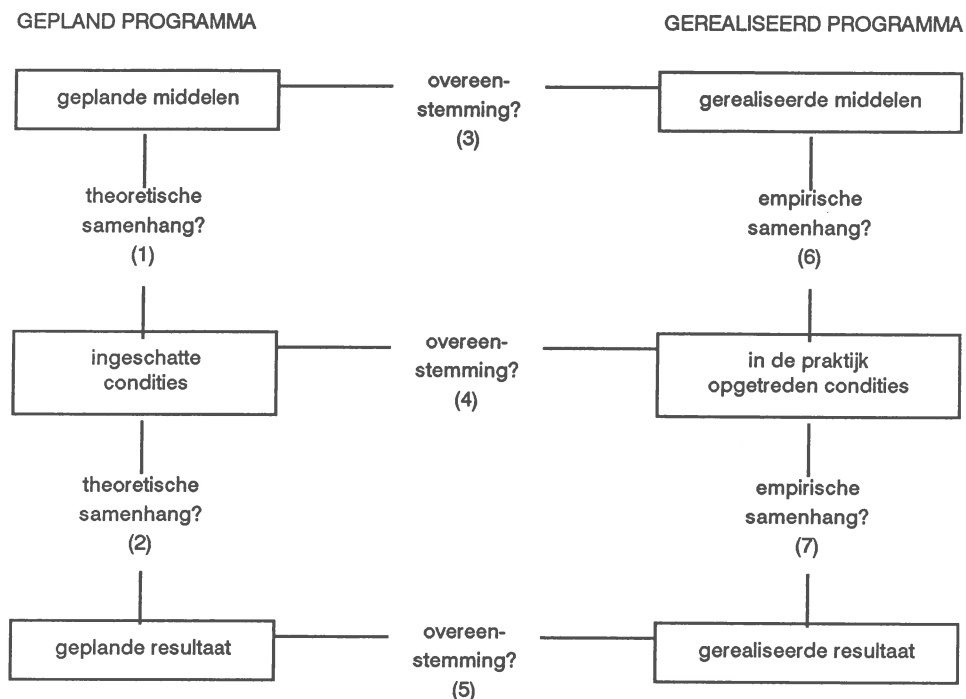 GEPLAND PROGRAMMA
GEREALISEERD PROGRAMMA
geplande middelen
overeen-
stemming?
(3)
gerealiseerde middelen
theoretische
samenhang?
(1)
empirische
samenhang?
(6)
ingeschatte
condities
overeen-
stemming?
(4)
in de praktijk
opgetreden condities
theoretische
samenhang?
(2)
empirische
samenhang?
(7)
geplande resultaat
overeen-
stemming?
(5)
gerealiseerde resultaat